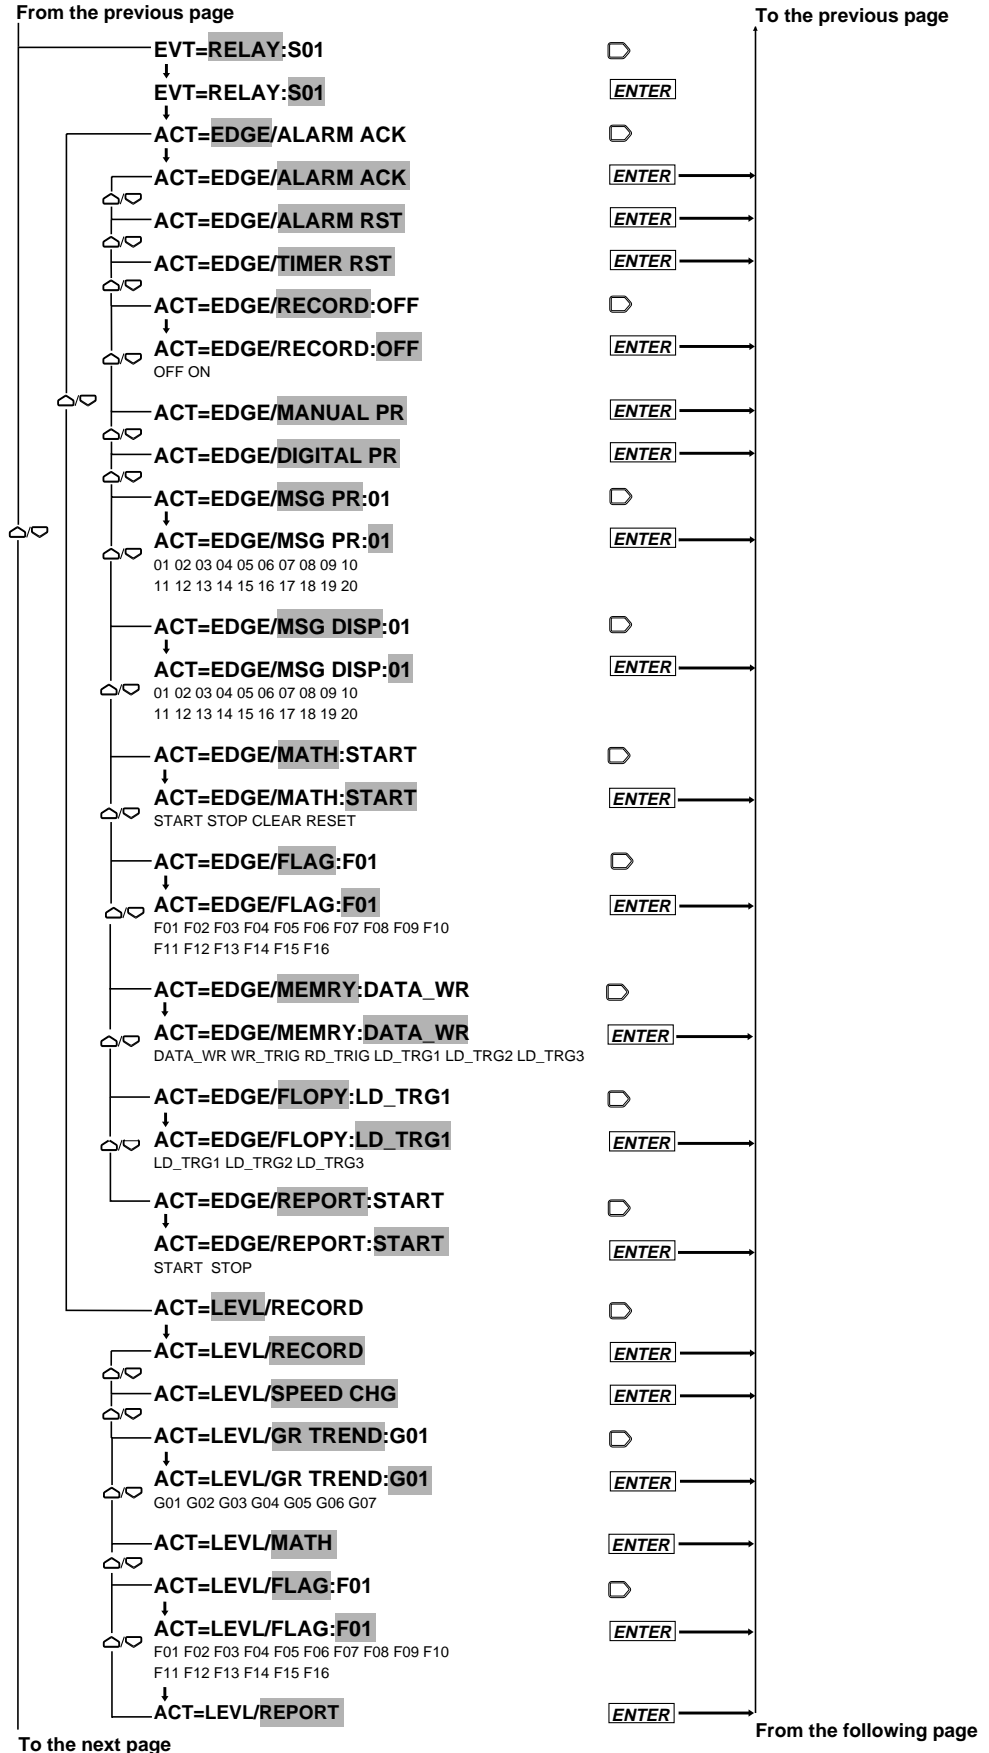 From the previous page
To the previous page
EVT=RELAY:S01
EVT=RELAY:S01 ENTER
ACT=EDGE/ALARM ACK
ACT=EDGE/ALARM ACK ENTER
ACT=EDGE/ALARM RST ENTER
ACT=EDGE/TIMER RST ENTER
ACT=EDGE/RECORD:OFF
ACT=EDGE/RECORD:OFF ENTER
OFF ON
ACT=EDGE/MANUAL PR ENTER
ACT=EDGE/DIGITAL PR ENTER
ACT=EDGE/MSG PR:01
ACT=EDGE/MSG PR:01 ENTER
01 02 03 04 05 06 07 08 09 10
11 12 13 14 15 16 17 18 19 20
ACT=EDGE/MSG DISP:01
ACT=EDGE/MSG DISP:01 ENTER
01 02 03 04 05 06 07 08 09 10
11 12 13 14 15 16 17 18 19 20
ACT=EDGE/MATH:START
ACT=EDGE/MATH:START ENTER
START STOP CLEAR RESET
ACT=EDGE/FLAG:F01
ACT=EDGE/FLAG:F01 ENTER
F01 F02 F03 F04 F05 F06 F07 F08 F09 F10
F11 F12 F13 F14 F15 F16
ACT=EDGE/MEMRY:DATA_WR
ACT=EDGE/MEMRY:DATA_WR ENTER
DATA_WR WR_TRIG RD_TRIG LD_TRG1 LD_TRG2 LD_TRG3
ACT=EDGE/FLOPY:LD_TRG1
ACT=EDGE/FLOPY:LD_TRG1 ENTER
LD_TRG1 LD_TRG2 LD_TRG3
ACT=EDGE/REPORT:START
ACT=EDGE/REPORT:START ENTER
START STOP
ACT=LEVL/RECORD
ACT=LEVL/RECORD ENTER
ACT=LEVL/SPEED CHG ENTER
ACT=LEVL/GR TREND:G01
ACT=LEVL/GR TREND:G01 ENTER
G01 G02 G03 G04 G05 G06 G07
ACT=LEVL/MATH ENTER
ACT=LEVL/FLAG:F01
ACT=LEVL/FLAG:F01 ENTER
F01 F02 F03 F04 F05 F06 F07 F08 F09 F10
F11 F12 F13 F14 F15 F16
ACT=LEVL/REPORT ENTER
From the following page
To the next page